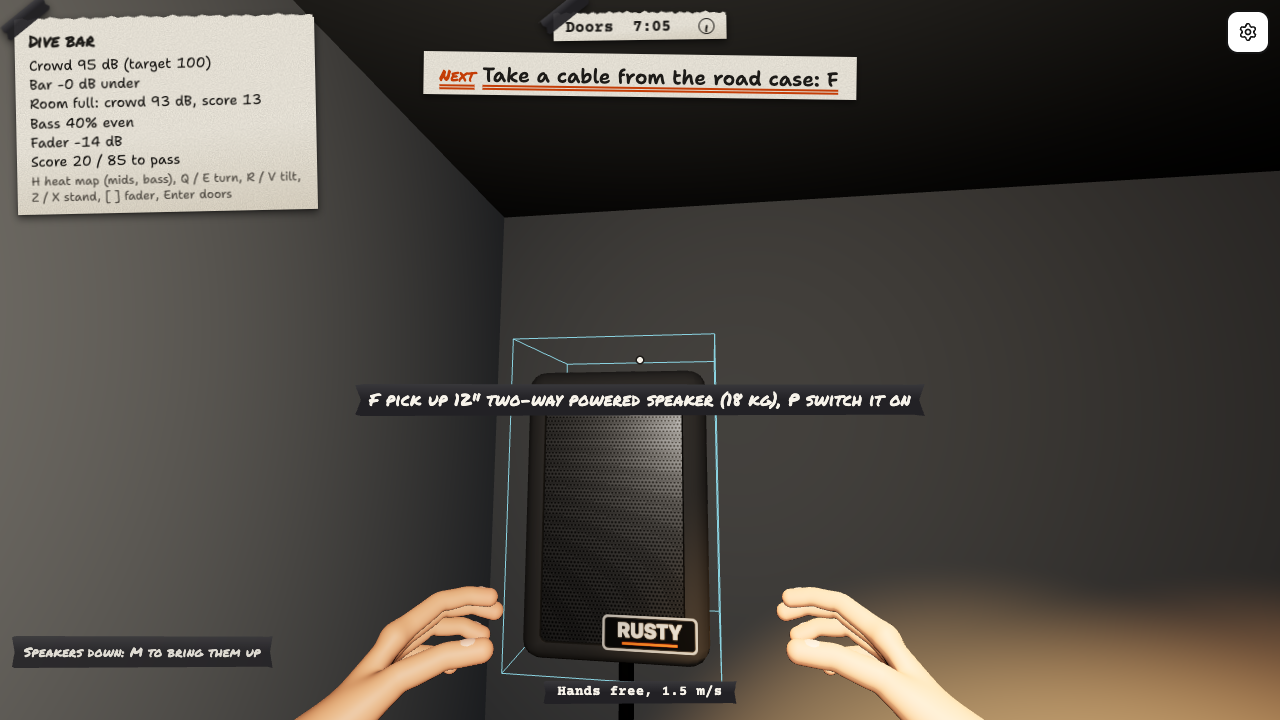 Dive bar
Crowd 95 dB (target 100)
Bar -0 dB under
Room full: crowd 93 dB, score 13
Bass 40% even
Fader -14 dB
Score 20 / 85 to pass
H heat map (mids, bass), Q / E turn, R / V tilt,
Z / X stand, [ ] fader, Enter doors
Doors 7:05
Next Take a cable from the road case: F
F pick up 12" two-way powered speaker (18 kg), P switch it on
RUSTY
Speakers down: M to bring them up
Hands free, 1.5 m/s